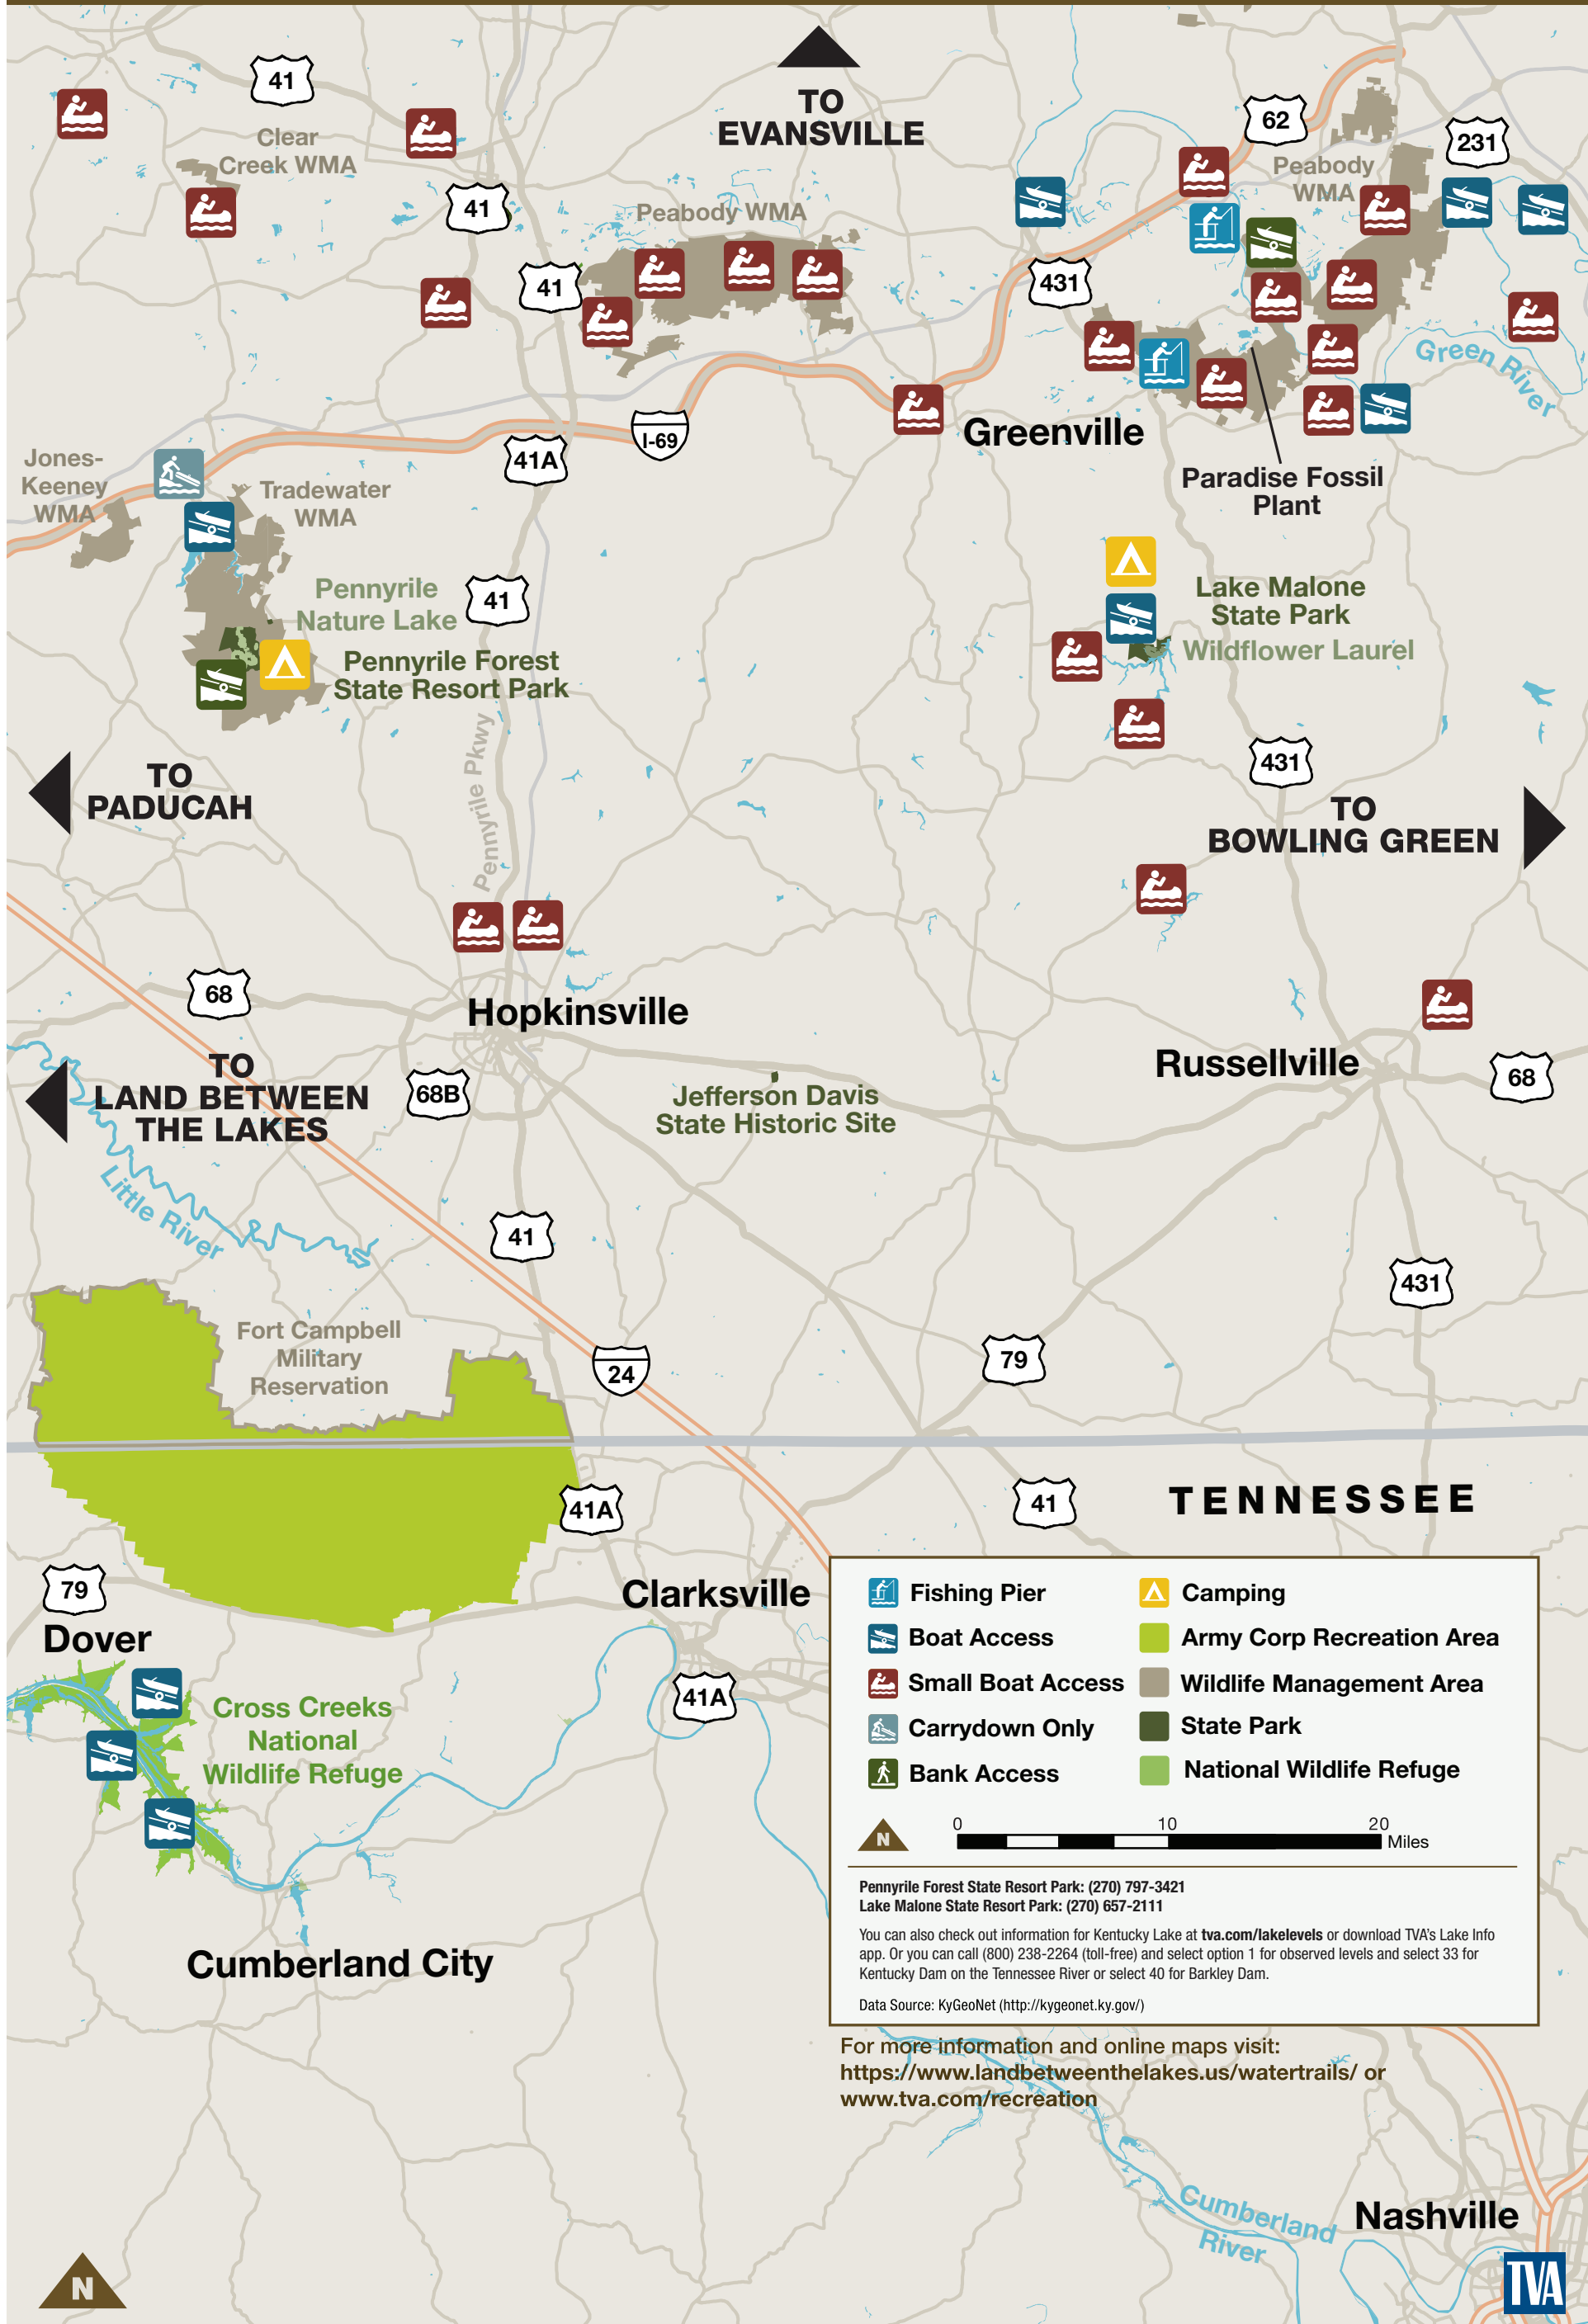 41
Clear
Creek WMA
TO
EVANSVILLE
62
231
Peabody
WMA
41
Peabody WMA
41
431
Green River
I-69
Greenville
41A
Jones-
Keeney
WMA
Tradewater
WMA
Paradise Fossil
Plant
Pennyrile
Nature Lake
41
Lake Malone
State Park
Wildflower Laurel
Pennyrile Forest
State Resort Park
Pennyrile Pkwy
431
TO
PADUCAH
TO
BOWLING GREEN
68
Hopkinsville
Russellville
TO
LAND BETWEEN
THE LAKES
68B
68
Jefferson Davis
State Historic Site
Little River
41
431
Fort Campbell
Military
Reservation
24
79
41A
41
TENNESSEE
79
Clarksville
Dover
41A
Cross Creeks
National
Wildlife Refuge
Cumberland City
Fishing Pier
Boat Access
Small Boat Access
Carrydown Only
Bank Access
Camping
Army Corp Recreation Area
Wildlife Management Area
State Park
National Wildlife Refuge
N
0 10 20
Miles
Pennyrile Forest State Resort Park: (270) 797-3421
Lake Malone State Resort Park: (270) 657-2111
You can also check out information for Kentucky Lake at tva.com/lakelevels or download TVA's Lake Info
app. Or you can call (800) 238-2264 (toll-free) and select option 1 for observed levels and select 33 for
Kentucky Dam on the Tennessee River or select 40 for Barkley Dam.
Data Source: KyGeoNet (http://kygeonet.ky.gov/)
For more information and online maps visit:
https://www.landbetweenthelakes.us/watertrails/ or
www.tva.com/recreation
Cumberland
River
Nashville
N
TVA